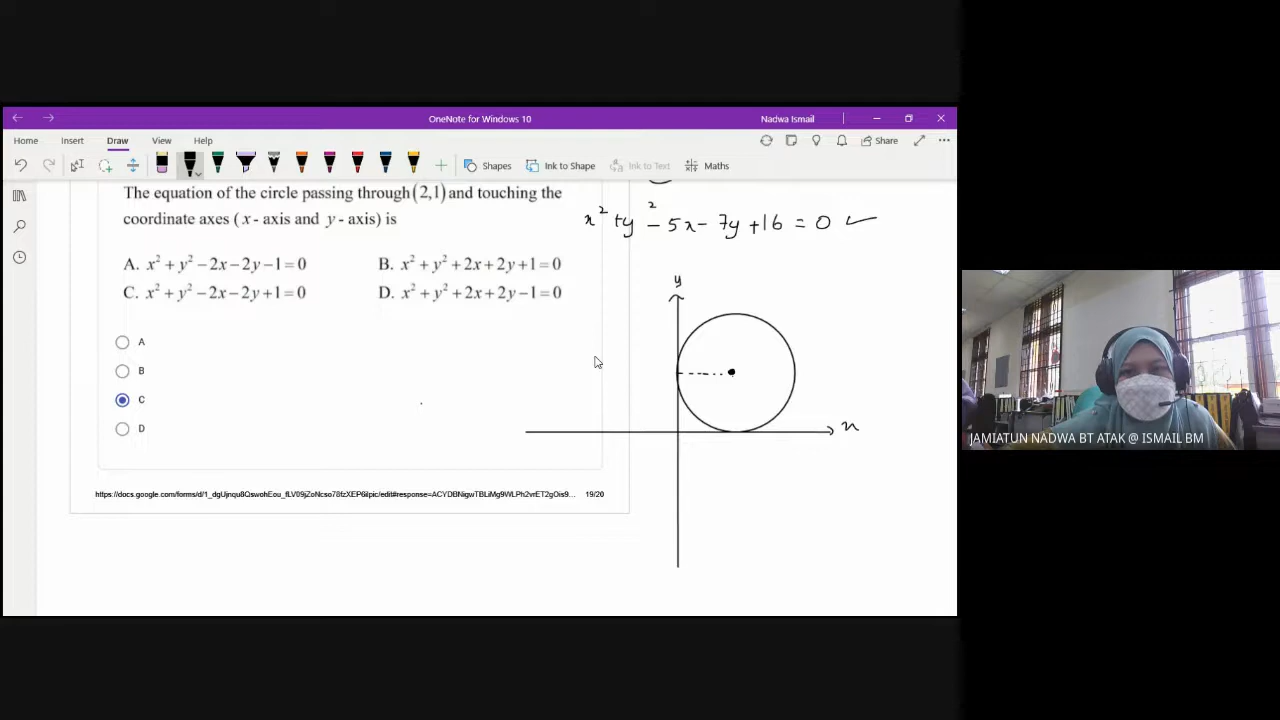 OneNote for Windows 10
Nadwa Ismail
Home Insert Draw View Help
Share
Shapes Ink to Shape Ink to Text Maths
The equation of the circle passing through (2,1) and touching the
coordinate axes (x - axis and y - axis) is
A. x² + y² − 2x − 2y − 1 = 0 B. x² + y² + 2x + 2y + 1 = 0
C. x² + y² − 2x − 2y + 1 = 0 D. x² + y² + 2x + 2y − 1 = 0
A
B
C
D
19/20
x² + y² − 5x − 7y + 16 = 0
y
x
JAMIATUN NADWA BT ATAK @ ISMAIL BM